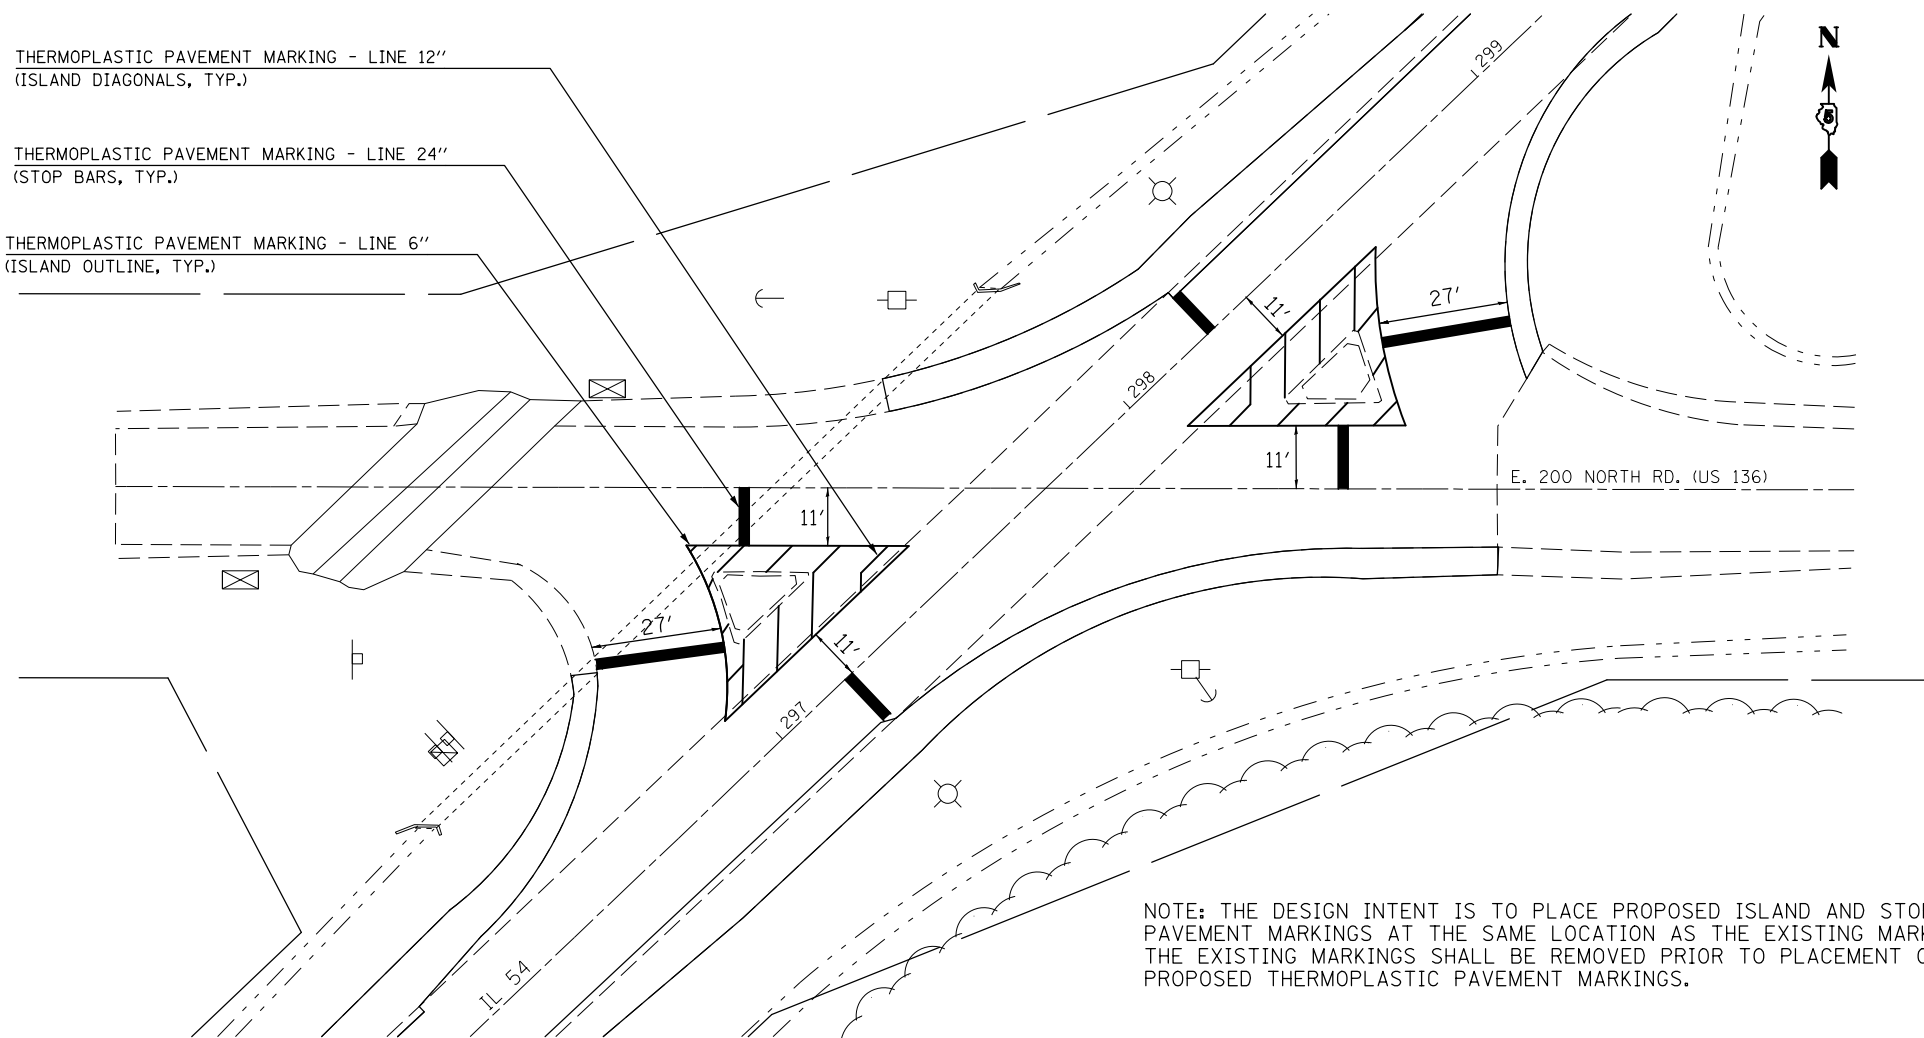 THERMOPLASTIC PAVEMENT MARKING - LINE 12"
(ISLAND DIAGONALS, TYP.)
THERMOPLASTIC PAVEMENT MARKING - LINE 24"
(STOP BARS, TYP.)
THERMOPLASTIC PAVEMENT MARKING - LINE 6"
(ISLAND OUTLINE, TYP.)
N
5
299
11'
27'
298
11'
E. 200 NORTH RD. (US 136)
11'
27'
11'
297
IL 54
NOTE: THE DESIGN INTENT IS TO PLACE PROPOSED ISLAND AND
PAVEMENT MARKINGS AT THE SAME LOCATION AS THE EXISTING
THE EXISTING MARKINGS SHALL BE REMOVED PRIOR TO PLACEMENT
PROPOSED THERMOPLASTIC PAVEMENT MARKINGS.